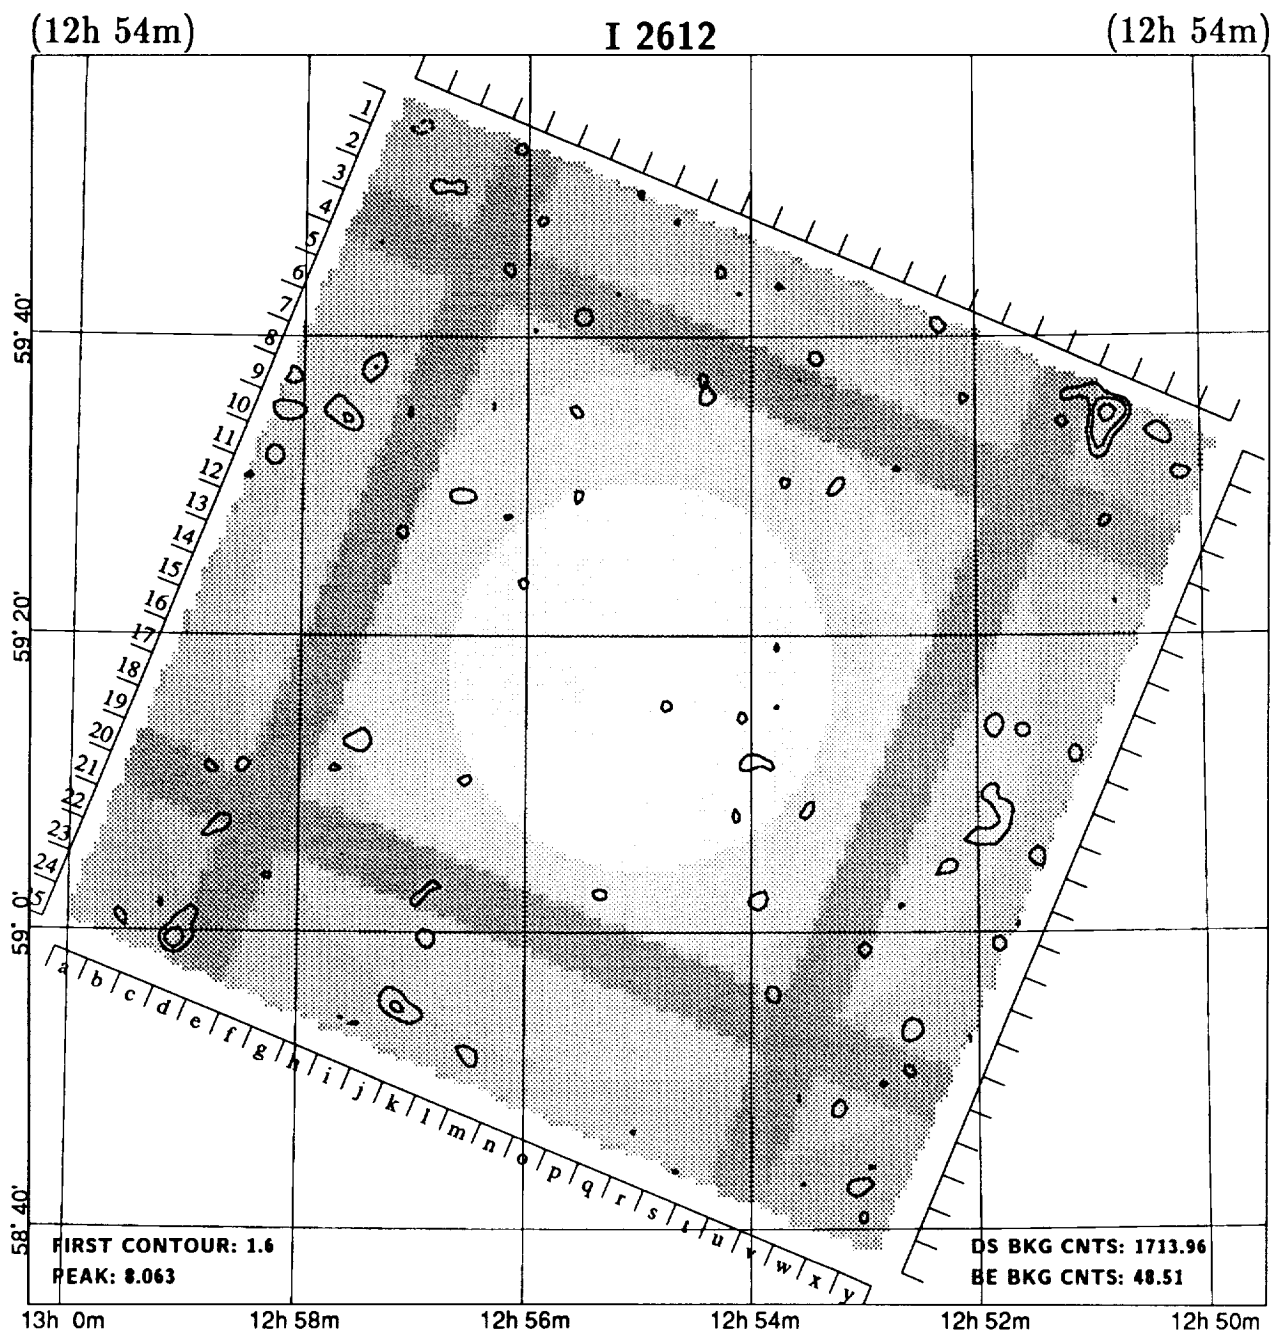 (12h 54m)
I 2612
(12h 54m)
1
2
3
4
5
6
7
8
9
10
11
12
13
14
15
16
17
18
19
20
21
22
23
24
5
59° 40'
59° 20'
59° 0'
58° 40'
a b c d e f g h i j k l m n o p q r s t u v w x y
FIRST CONTOUR: 1.6
PEAK: 8.063
DS BKG CNTS: 1713.96
BE BKG CNTS: 48.51
13h 0m
12h 58m
12h 56m
12h 54m
12h 52m
12h 50m